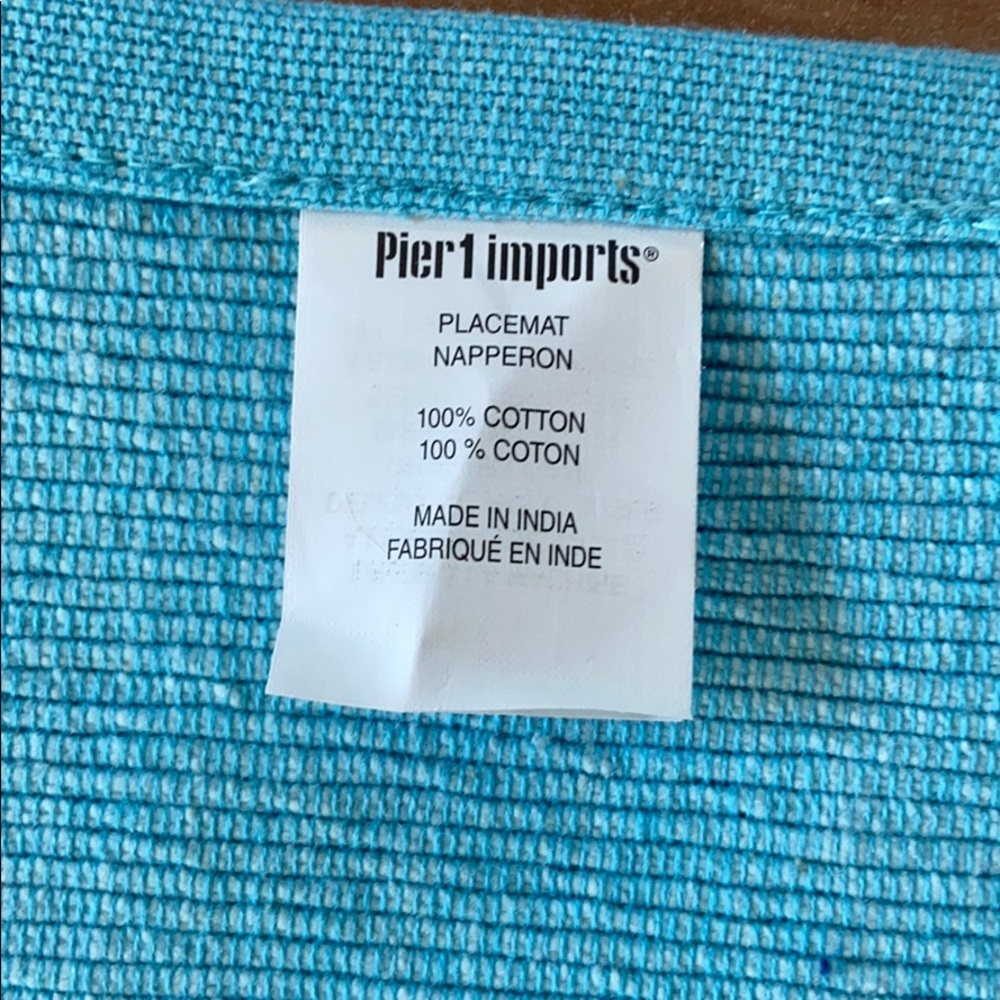 Pier1 imports®
PLACEMAT
NAPPERON
100% COTTON
100 % COTON
MADE IN INDIA
FABRIQUÉ EN INDE